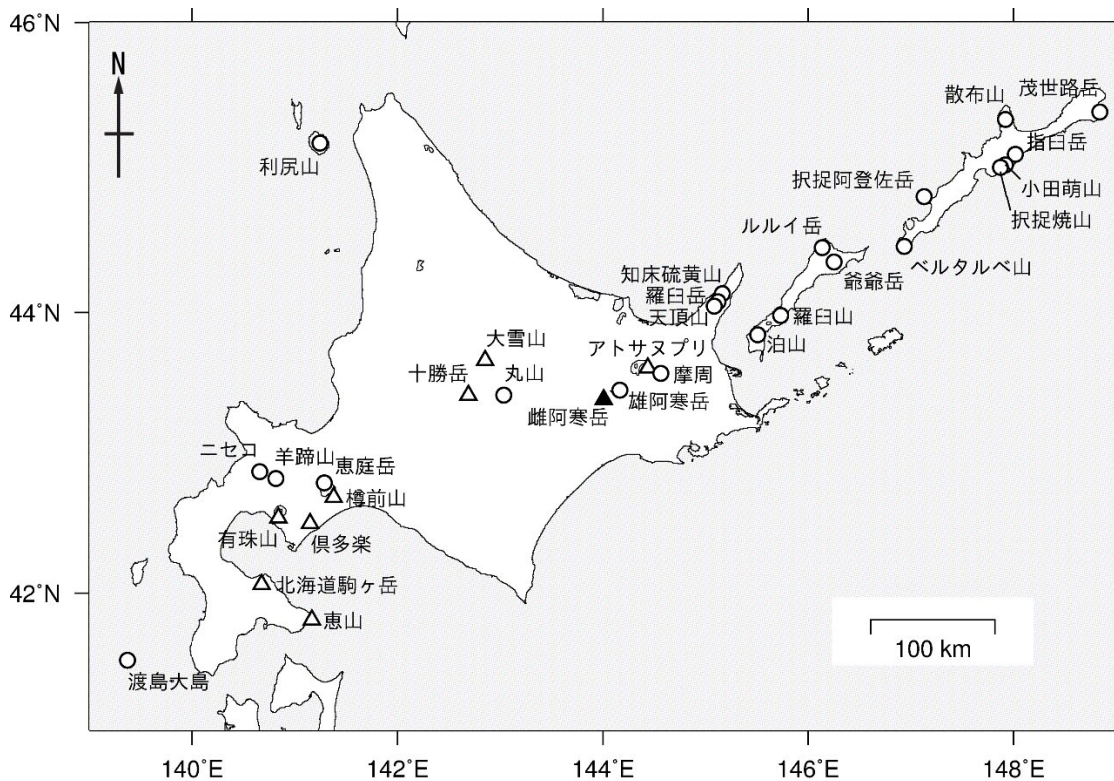 46°N
N
散布山
茂世路岳
利尻山
指臼岳
小田萌山
択捉焼山
択捉阿登佐岳
ルルイ岳
ベルタルベ山
爺爺岳
知床硫黄山
羅臼岳
天頂山
羅臼山
泊山
44°N
大雪山
アトサヌプリ
十勝岳
丸山
摩周
雄阿寒岳
雌阿寒岳
ニセコ
羊蹄山
恵庭岳
樽前山
有珠山
倶多楽
北海道駒ヶ岳
恵山
42°N
100 km
渡島大島
140°E
142°E
144°E
146°E
148°E